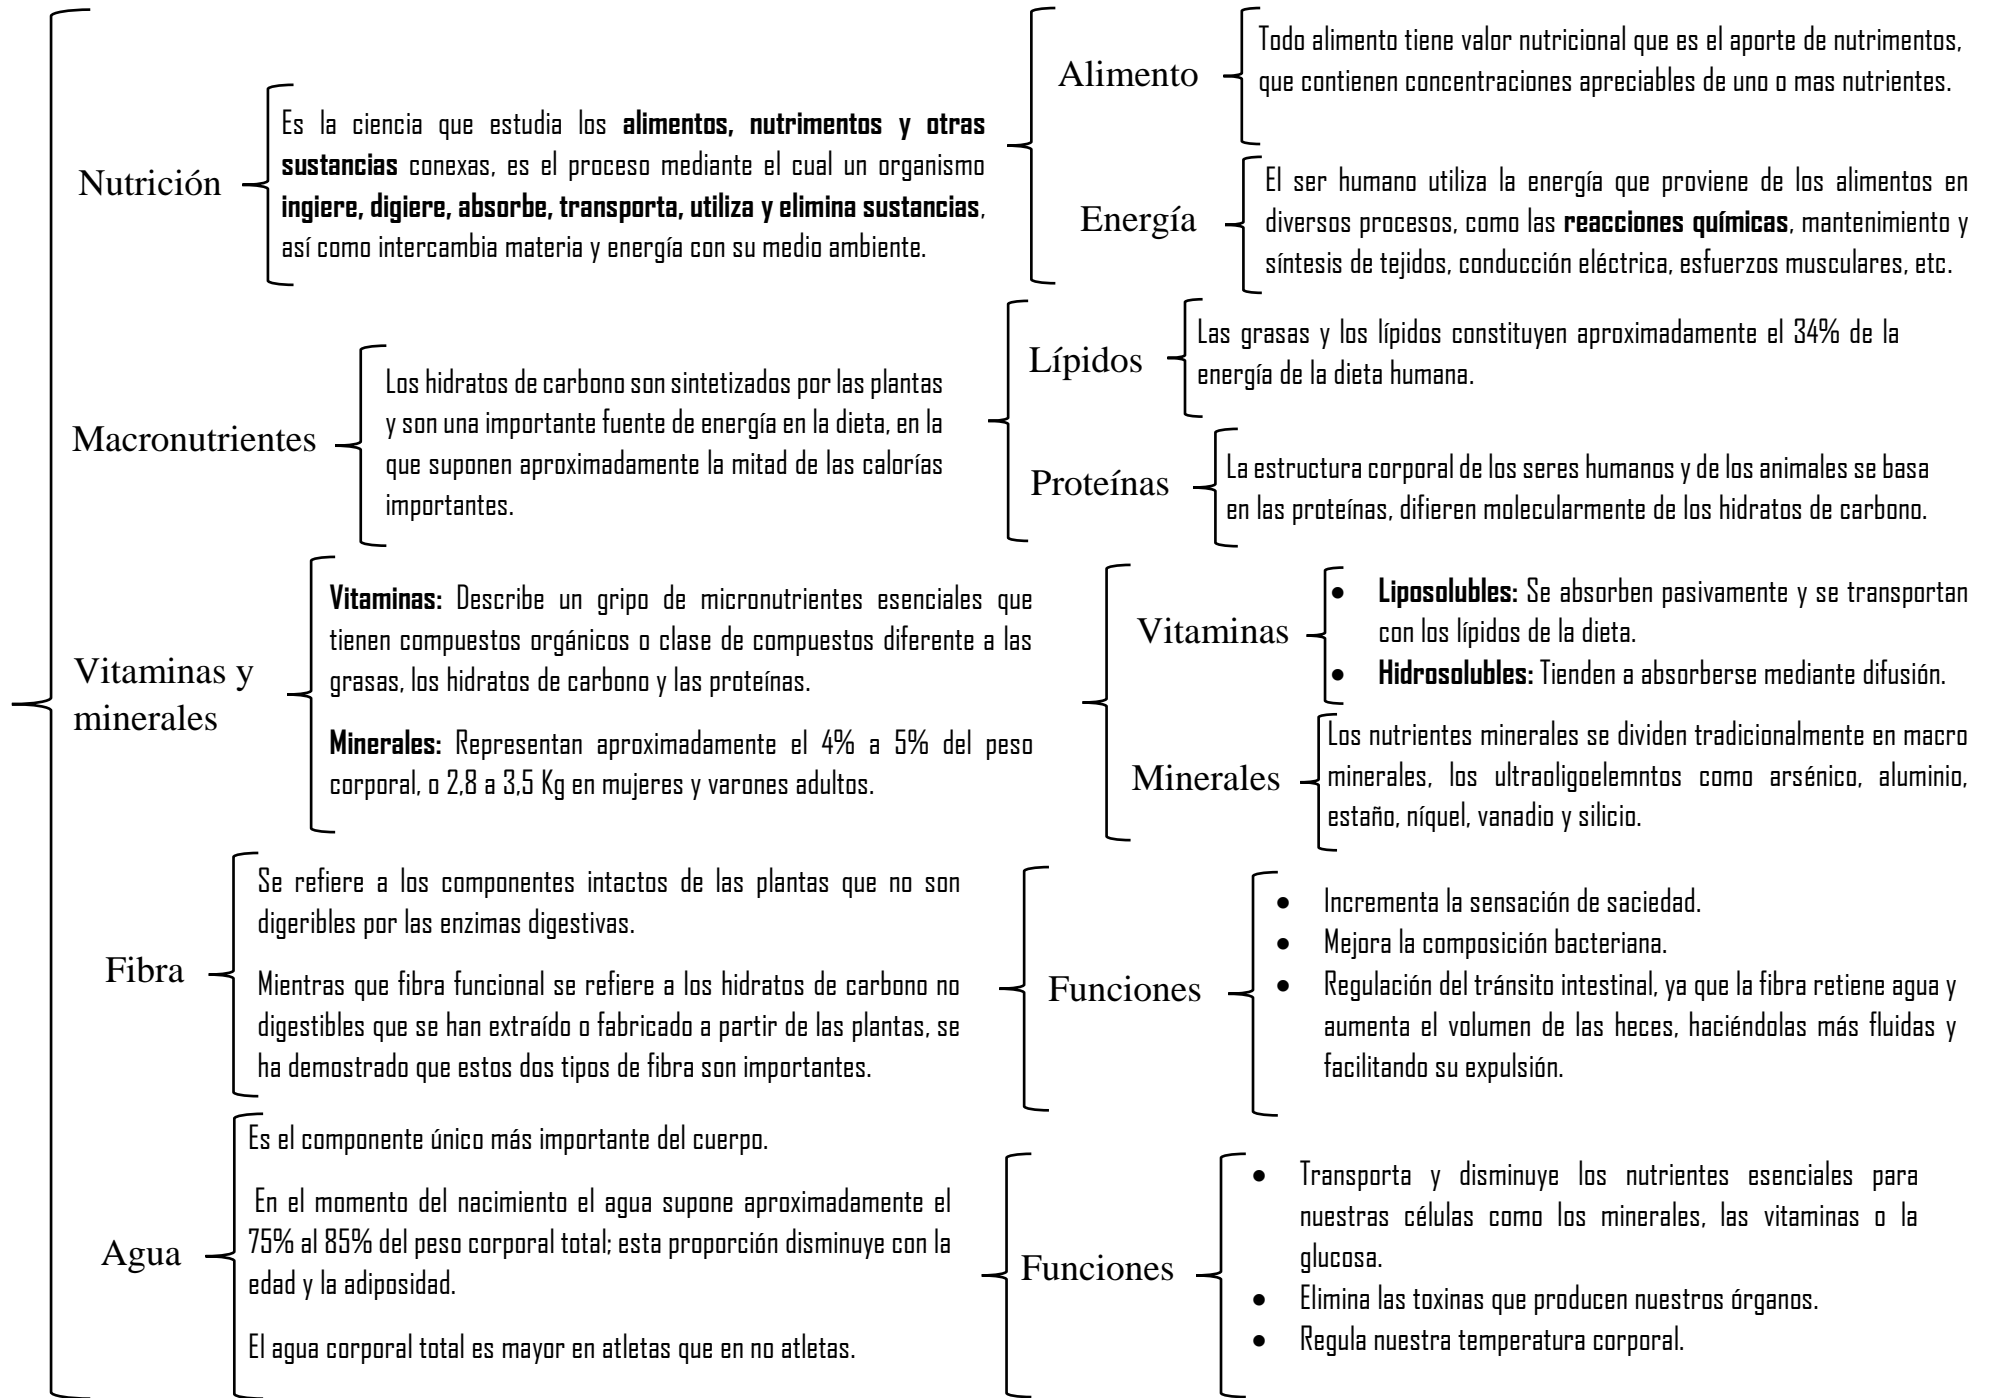 Nutrición
Es la ciencia que estudia los alimentos, nutrimentos y otras
sustancias conexas, es el proceso mediante el cual un organismo
ingiere, digiere, absorbe, transporta, utiliza y elimina sustancias,
así como intercambia materia y energía con su medio ambiente.
Alimento
Todo alimento tiene valor nutricional que es el aporte de nutrimentos,
que contienen concentraciones apreciables de uno o mas nutrientes.
Energía
El ser humano utiliza la energía que proviene de los alimentos en
diversos procesos, como las reacciones químicas, mantenimiento y
síntesis de tejidos, conducción eléctrica, esfuerzos musculares, etc.
Macronutrientes
Los hidratos de carbono son sintetizados por las plantas
y son una importante fuente de energía en la dieta, en la
que suponen aproximadamente la mitad de las calorías
importantes.
Lípidos
Las grasas y los lípidos constituyen aproximadamente el 34% de la
energía de la dieta humana.
Proteínas
La estructura corporal de los seres humanos y de los animales se basa
en las proteínas, difieren molecularmente de los hidratos de carbono.
Vitaminas y
minerales
Vitaminas: Describe un gripo de micronutrientes esenciales que
tienen compuestos orgánicos o clase de compuestos diferente a las
grasas, los hidratos de carbono y las proteínas.
Minerales: Representan aproximadamente el 4% a 5% del peso
corporal, o 2,8 a 3,5 Kg en mujeres y varones adultos.
Vitaminas
• Liposolubles: Se absorben pasivamente y se transportan
con los lípidos de la dieta.
• Hidrosolubles: Tienden a absorberse mediante difusión.
Minerales
Los nutrientes minerales se dividen tradicionalmente en macro
minerales, los ultraoligoelemntos como arsénico, aluminio,
estaño, níquel, vanadio y silicio.
Fibra
Se refiere a los componentes intactos de las plantas que no son
digeribles por las enzimas digestivas.
Mientras que fibra funcional se refiere a los hidratos de carbono no
digestibles que se han extraído o fabricado a partir de las plantas, se
ha demostrado que estos dos tipos de fibra son importantes.
Funciones
• Incrementa la sensación de saciedad.
• Mejora la composición bacteriana.
• Regulación del tránsito intestinal, ya que la fibra retiene agua y
aumenta el volumen de las heces, haciéndolas más fluidas y
facilitando su expulsión.
Agua
Es el componente único más importante del cuerpo.
En el momento del nacimiento el agua supone aproximadamente el
75% al 85% del peso corporal total; esta proporción disminuye con la
edad y la adiposidad.
El agua corporal total es mayor en atletas que en no atletas.
Funciones
• Transporta y disminuye los nutrientes esenciales para
nuestras células como los minerales, las vitaminas o la
glucosa.
• Elimina las toxinas que producen nuestros órganos.
• Regula nuestra temperatura corporal.